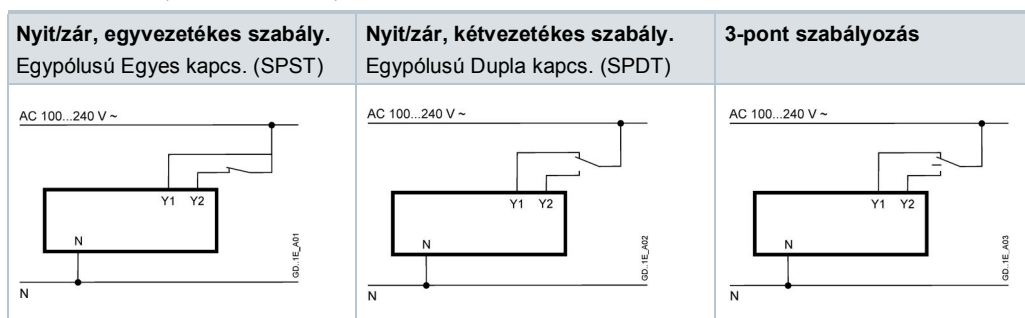 Nyit/zár, egyvezetékes szabály.
Egypólusú Egyes kapcs. (SPST)
Nyit/zár, kétvezetékes szabály.
Egypólusú Dupla kapcs. (SPDT)
3-pont szabályozás
AC 100...240 V ~
Y1 Y2
N
GD..1E_A01
N
AC 100...240 V ~
Y1 Y2
N
GD..1E_A02
N
AC 100...240 V ~
Y1 Y2
N
GD..1E_A03
N